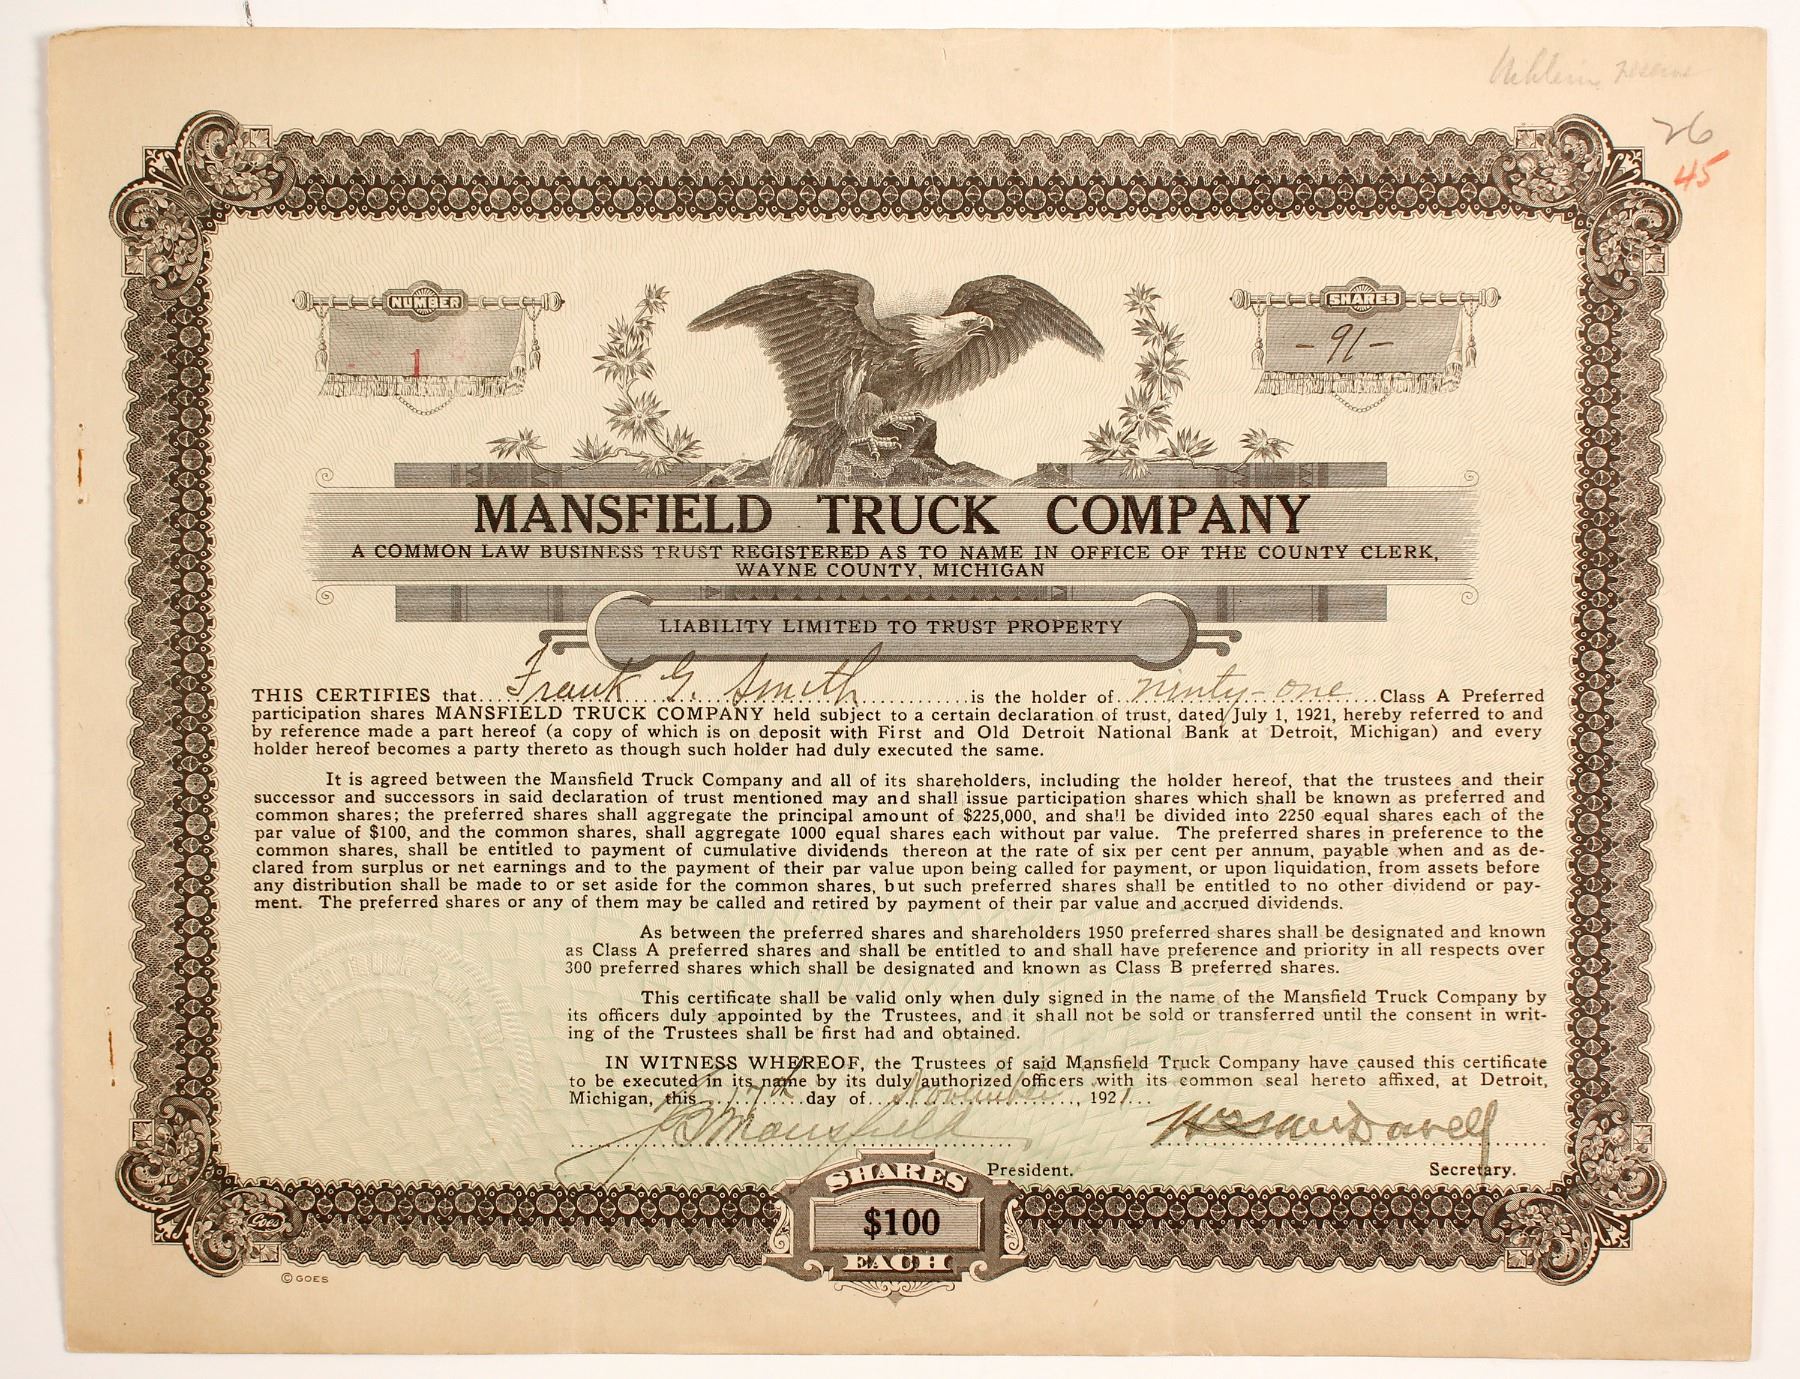 26
45
NUMBER
1
SHARES
- 91 -
MANSFIELD TRUCK COMPANY
A COMMON LAW BUSINESS TRUST REGISTERED AS TO NAME IN OFFICE OF THE COUNTY CLERK,
WAYNE COUNTY, MICHIGAN
LIABILITY LIMITED TO TRUST PROPERTY
THIS CERTIFIES that Frank G. Smith is the holder of ninty-one Class A Preferred
participation shares MANSFIELD TRUCK COMPANY held subject to a certain declaration of trust, dated July 1, 1921, hereby referred to and
by reference made a part hereof (a copy of which is on deposit with First and Old Detroit National Bank at Detroit, Michigan) and every
holder hereof becomes a party thereto as though such holder had duly executed the same.
It is agreed between the Mansfield Truck Company and all of its shareholders, including the holder hereof, that the trustees and their
successor and successors in said declaration of trust mentioned may and shall issue participation shares which shall be known as preferred and
common shares; the preferred shares shall aggregate the principal amount of $225,000, and shall be divided into 2250 equal shares each of the
par value of $100, and the common shares, shall aggregate 1000 equal shares each without par value. The preferred shares in preference to the
common shares, shall be entitled to payment of cumulative dividends thereon at the rate of six per cent per annum, payable when and as de-
clared from surplus or net earnings and to the payment of their par value upon being called for payment, or upon liquidation, from assets before
any distribution shall be made to or set aside for the common shares, but such preferred shares shall be entitled to no other dividend or pay-
ment. The preferred shares or any of them may be called and retired by payment of their par value and accrued dividends.
As between the preferred shares and shareholders 1950 preferred shares shall be designated and known
as Class A preferred shares and shall be entitled to and shall have preference and priority in all respects over
300 preferred shares which shall be designated and known as Class B preferred shares.
This certificate shall be valid only when duly signed in the name of the Mansfield Truck Company by
its officers duly appointed by the Trustees, and it shall not be sold or transferred until the consent in writ-
ing of the Trustees shall be first had and obtained.
IN WITNESS WHEREOF, the Trustees of said Mansfield Truck Company have caused this certificate
to be executed in its name by its duly authorized officers with its common seal hereto affixed, at Detroit,
Michigan, this 17th day of November, 1921
Mansfield
President.
Secretary.
SHARES
$100
EACH
Goes
© GOES